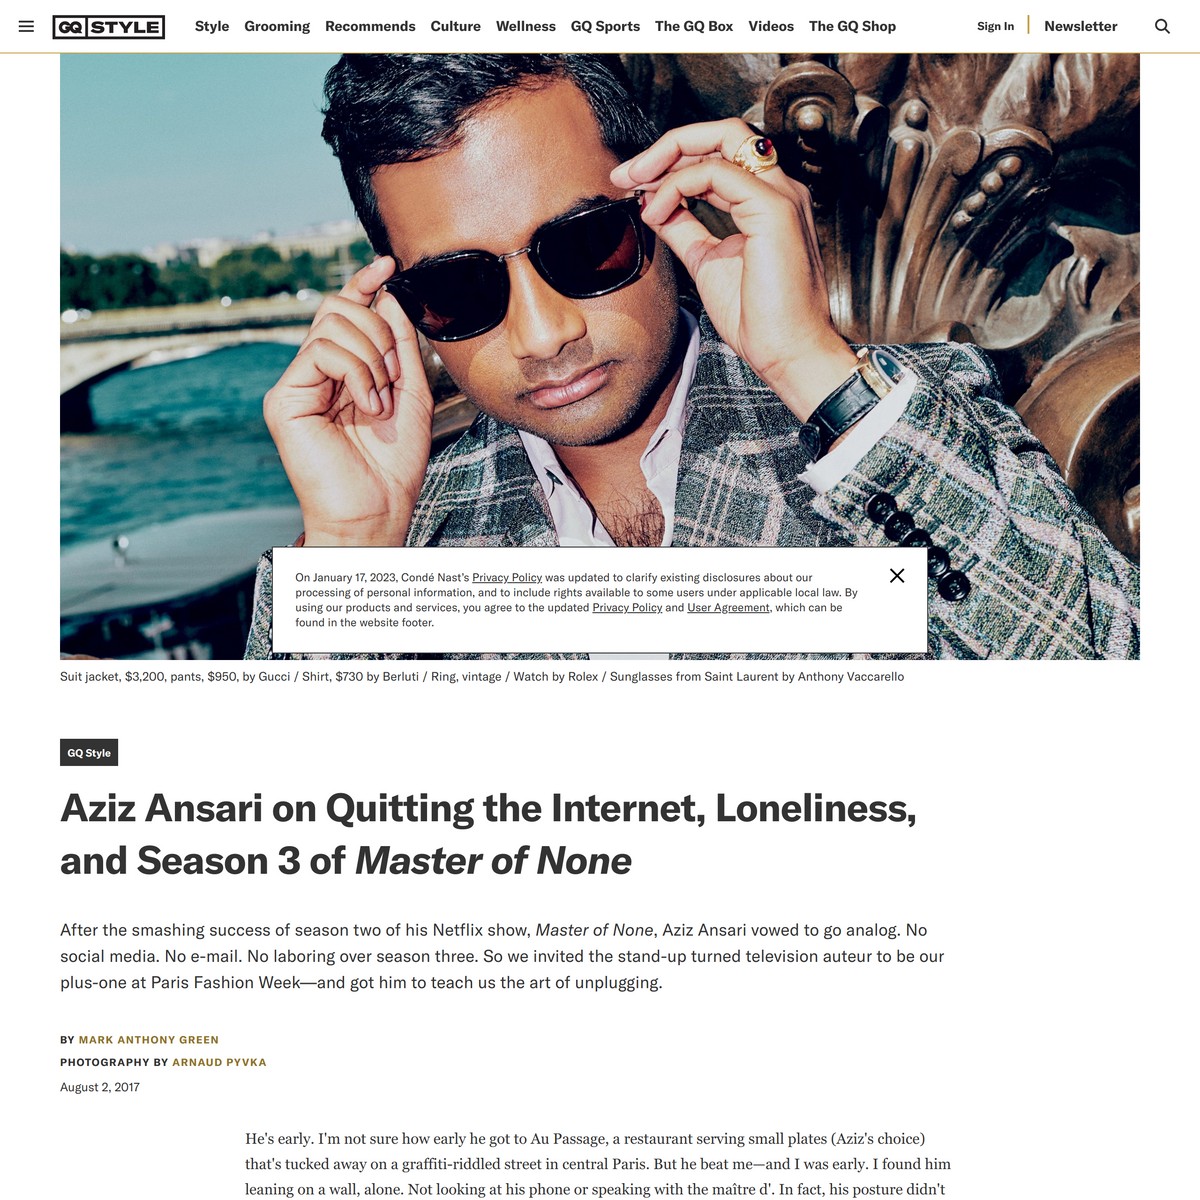 GQ STYLE
Style Grooming Recommends Culture Wellness GQ Sports The GQ Box Videos The GQ Shop
Sign In Newsletter
On January 17, 2023, Condé Nast's Privacy Policy was updated to clarify existing disclosures about our
processing of personal information, and to include rights available to some users under applicable local law. By
using our products and services, you agree to the updated Privacy Policy and User Agreement, which can be
found in the website footer.
Suit jacket, $3,200, pants, $950, by Gucci / Shirt, $730 by Berluti / Ring, vintage / Watch by Rolex / Sunglasses from Saint Laurent by Anthony Vaccarello
GQ Style
Aziz Ansari on Quitting the Internet, Loneliness,
and Season 3 of Master of None
After the smashing success of season two of his Netflix show, Master of None, Aziz Ansari vowed to go analog. No
social media. No e-mail. No laboring over season three. So we invited the stand-up turned television auteur to be our
plus-one at Paris Fashion Week—and got him to teach us the art of unplugging.
BY MARK ANTHONY GREEN
PHOTOGRAPHY BY ARNAUD PYVKA
August 2, 2017
He's early. I'm not sure how early he got to Au Passage, a restaurant serving small plates (Aziz's choice)
that's tucked away on a graffiti-riddled street in central Paris. But he beat me—and I was early. I found him
leaning on a wall, alone. Not looking at his phone or speaking with the maître d'. In fact, his posture didn't